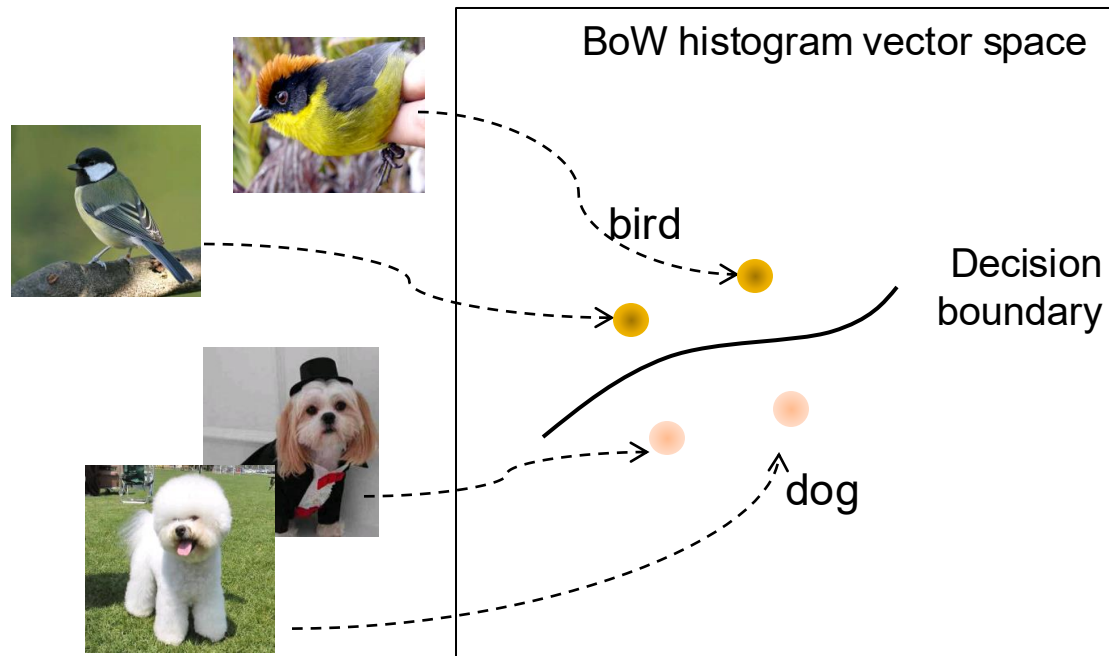 BoW histogram vector space
bird
Decision
boundary
dog